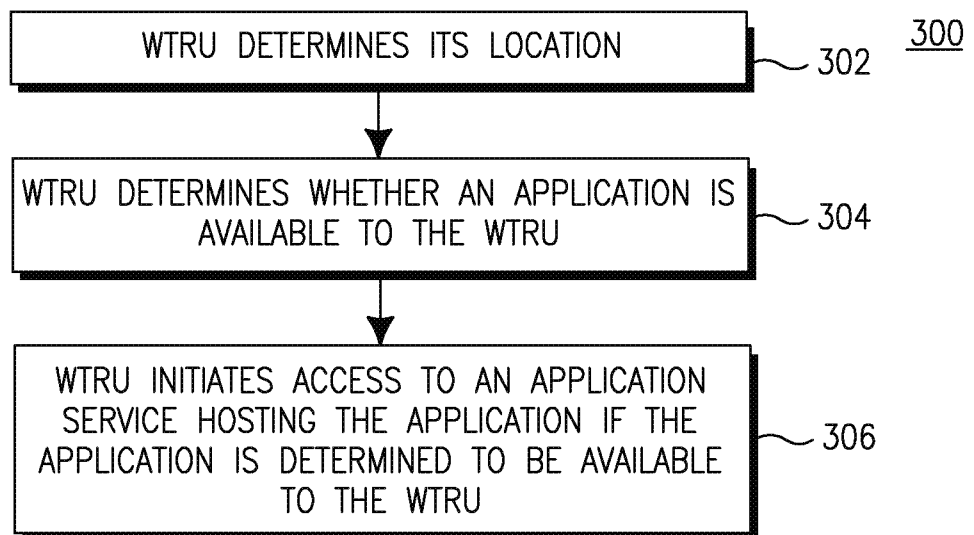 300
WTRU DETERMINES ITS LOCATION
302
WTRU DETERMINES WHETHER AN APPLICATION IS
AVAILABLE TO THE WTRU
304
WTRU INITIATES ACCESS TO AN APPLICATION
SERVICE HOSTING THE APPLICATION IF THE
APPLICATION IS DETERMINED TO BE AVAILABLE
TO THE WTRU
306